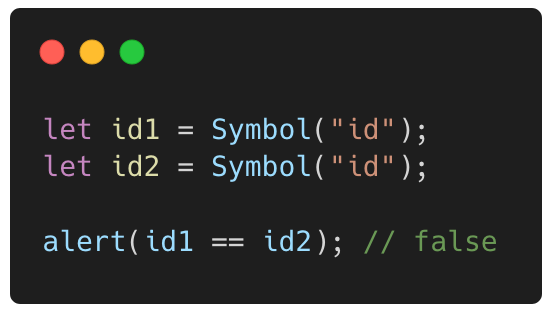 let id1 = Symbol("id");
let id2 = Symbol("id");
alert(id1 == id2); // false